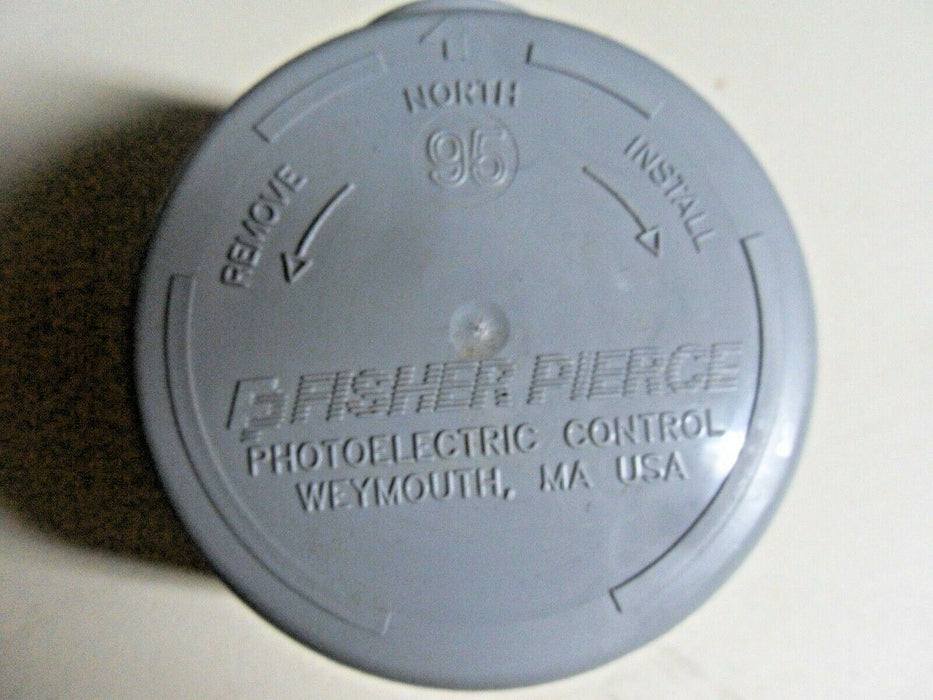 NORTH
95
REMOVE
INSTALL
FISHER PIERCE
PHOTOELECTRIC CONTROL
WEYMOUTH, MA USA